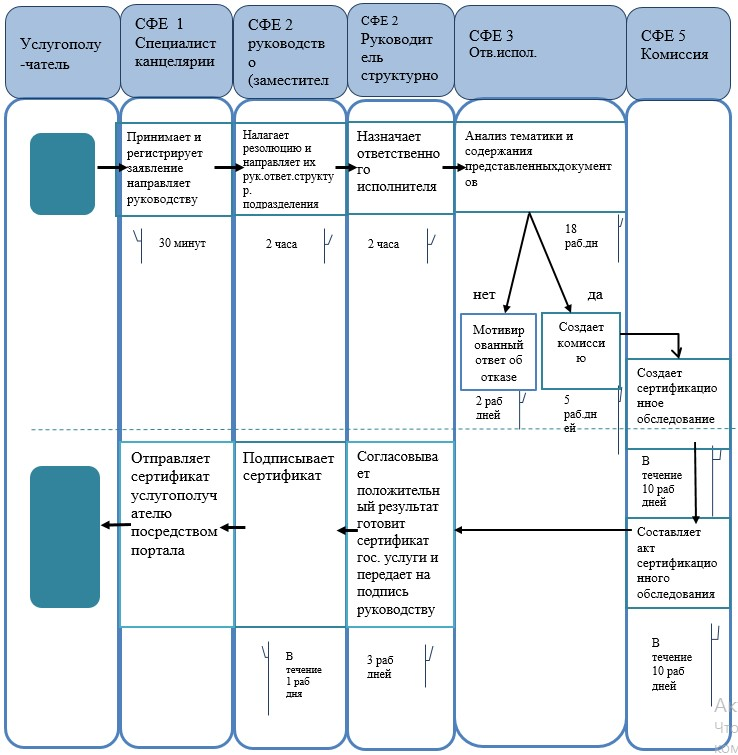 Услугополу
-чатель
СФЕ 1
Специалист
канцелярии
СФЕ 2
руководств
о
(заместител
СФЕ 2
Руководит
ель
структурно
СФЕ 3
Отв.испол.
СФЕ 5
Комиссия
Принимает и
регистрирует
заявление
направляет
руководству
Налагает
резолюцию и
направляет их
рук.ответ.структу
р.
подразделения
Назначает
ответственно
го
исполнителя
Анализ тематики и
содержания
представленныхдокумент
ов
30 минут
2 часа
2 часа
18
раб.дн
нет
да
Мотивир
ованный
ответ об
отказе
Создает
комисси
ю
Создает
сертификацио
нное
обследование
2 раб
дней
5
раб.дн
ей
В
течение
10 раб
дней
Отправляет
сертификат
услугополуч
ателю
посредством
портала
Подписывает
сертификат
Согласовыва
ет
положительн
ый результат
готовит
сертификат
гос. услуги и
передает на
подпись
руководству
Составляет
акт
сертификацио
нного
обследования
В
течение
1 раб
дня
3 раб
дней
В
течение
10 раб
дней
Ак
Что
ком